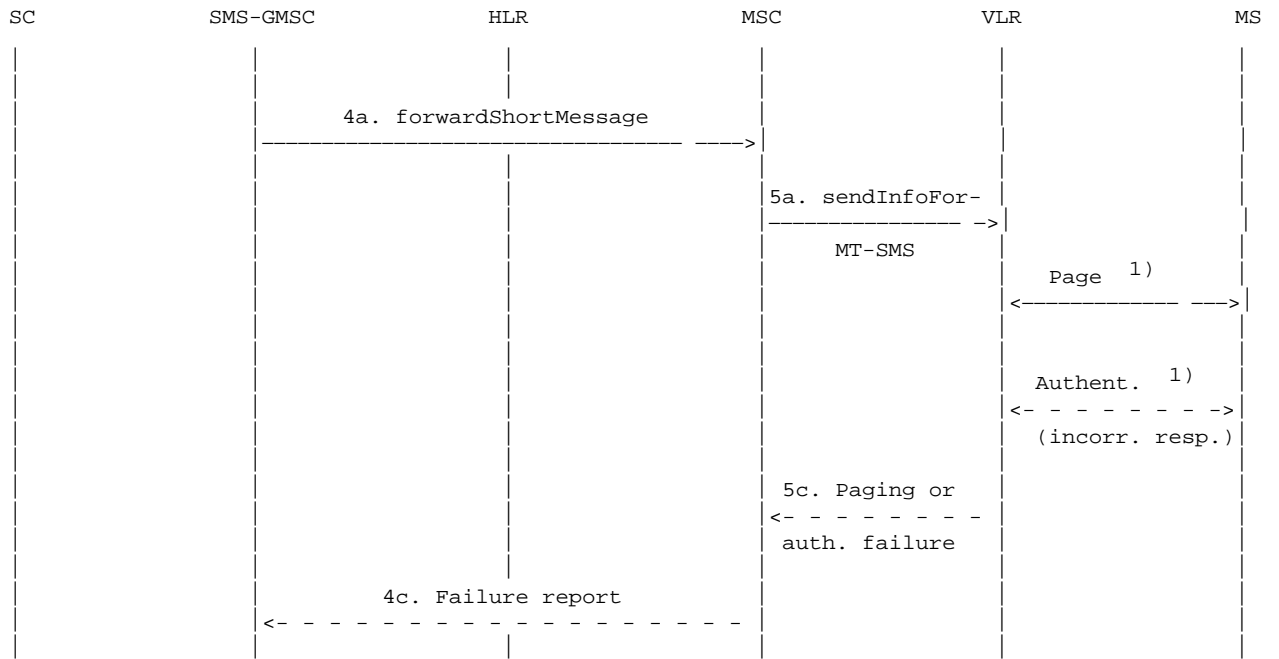 SC SMS-GMSC HLR MSC VLR MS
4a. forwardShortMessage
5a. sendInfoFor-
MT-SMS
Page 1)
Authent. 1)
(incorr. resp.)
5c. Paging or
auth. failure
4c. Failure report